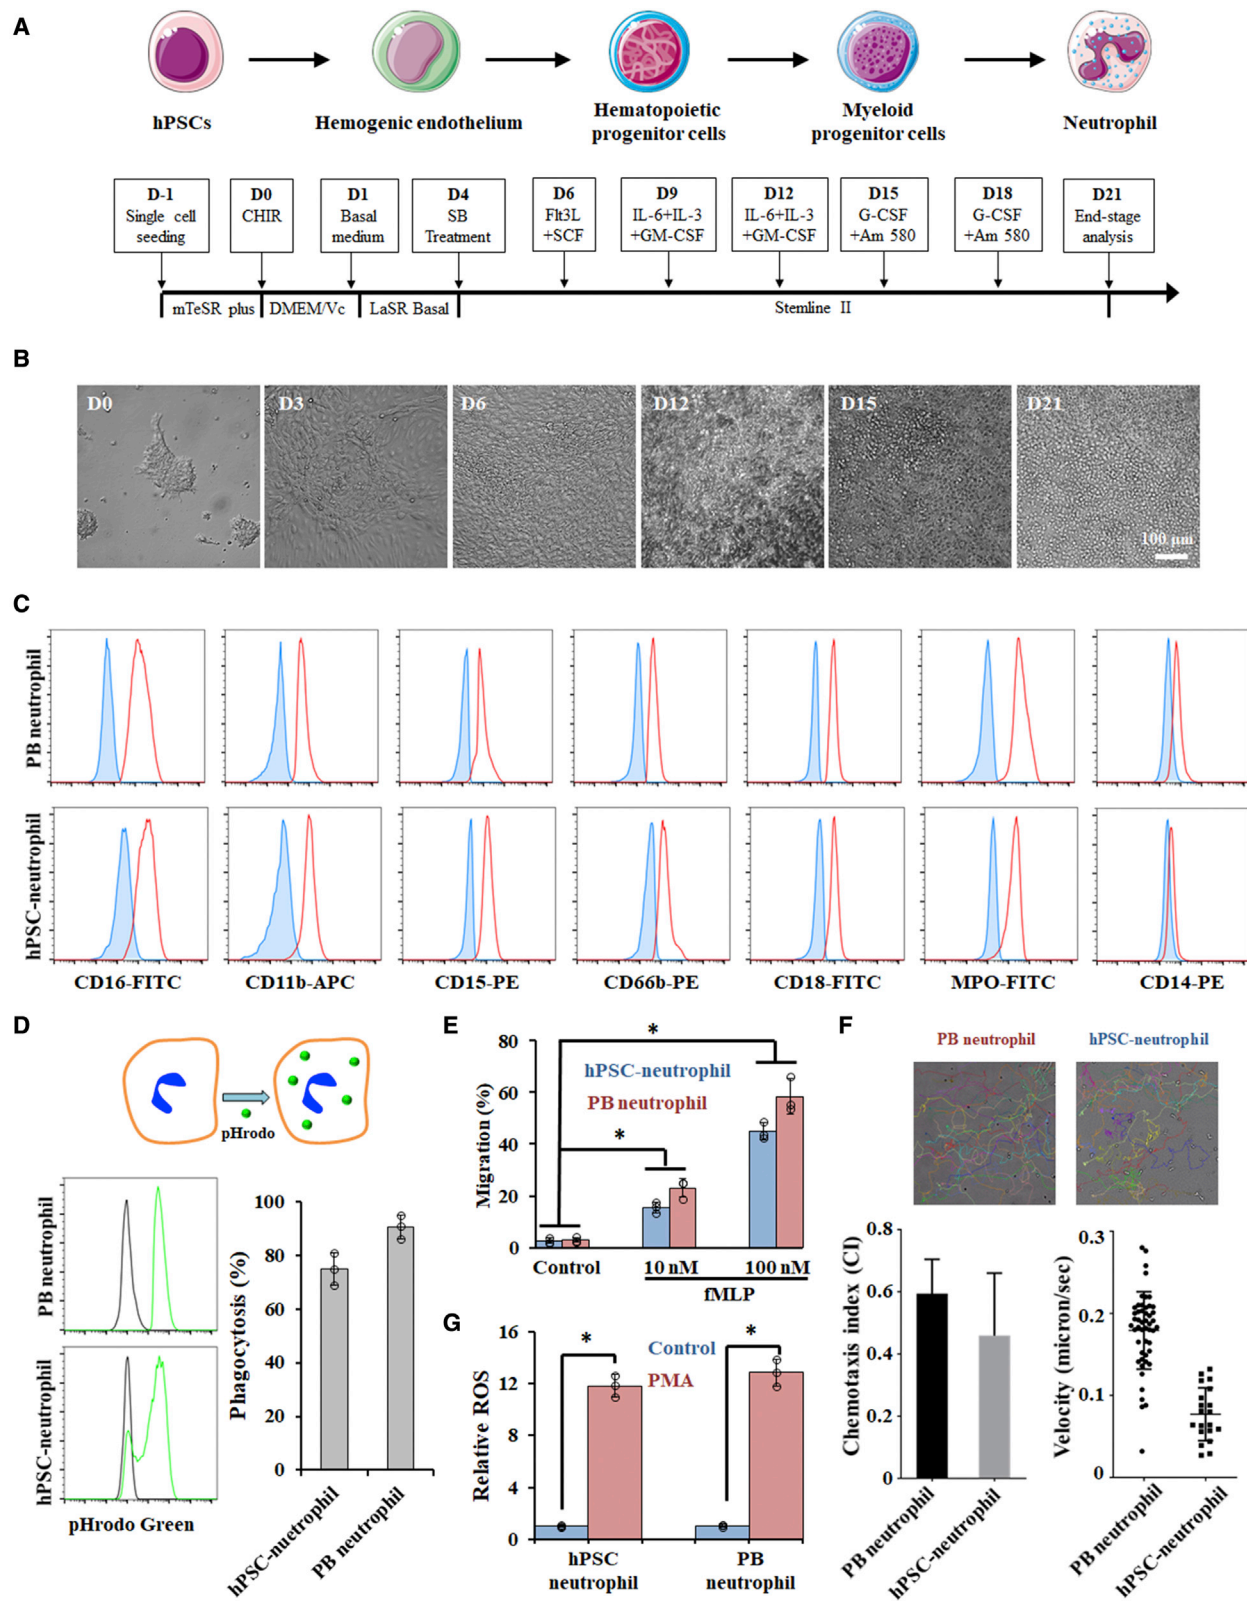 A
hPSCs
Hemogenic endothelium
Hematopoietic
progenitor cells
Myeloid
progenitor cells
Neutrophil
D-1
Single cell
seeding
D0
CHIR
D1
Basal
medium
D4
SB
Treatment
D6
Flt3L
+SCF
D9
IL-6+IL-3
+GM-CSF
D12
IL-6+IL-3
+GM-CSF
D15
G-CSF
+Am 580
D18
G-CSF
+Am 580
D21
End-stage
analysis
mTeSR plus
DMEM/Vc
LaSR Basal
Stemline II
B
D0
D3
D6
D12
D15
D21
100 µm
C
PB neutrophil
hPSC-neutrophil
CD16-FITC
CD11b-APC
CD15-PE
CD66b-PE
CD18-FITC
MPO-FITC
CD14-PE
D
pHrodo
PB neutrophil
hPSC-neutrophil
pHrodo Green
Phagocytosis (%)
100
80
60
40
20
0
hPSC-nuetrophil
PB neutrophil
E
Migration (%)
80
60
40
20
0
*
*
hPSC-neutrophil
PB neutrophil
Control
10 nM
100 nM
fMLP
F
PB neutrophil
hPSC-neutrophil
Chemotaxis index (CI)
0.8
0.6
0.4
0.2
0
PB neutrophil
hPSC-neutrophil
Velocity (micron/sec)
0.3
0.2
0.1
0
PB neutrophil
hPSC-neutrophil
G
Relative ROS
16
12
8
4
0
*
*
Control
PMA
hPSC
neutrophil
PB
neutrophil